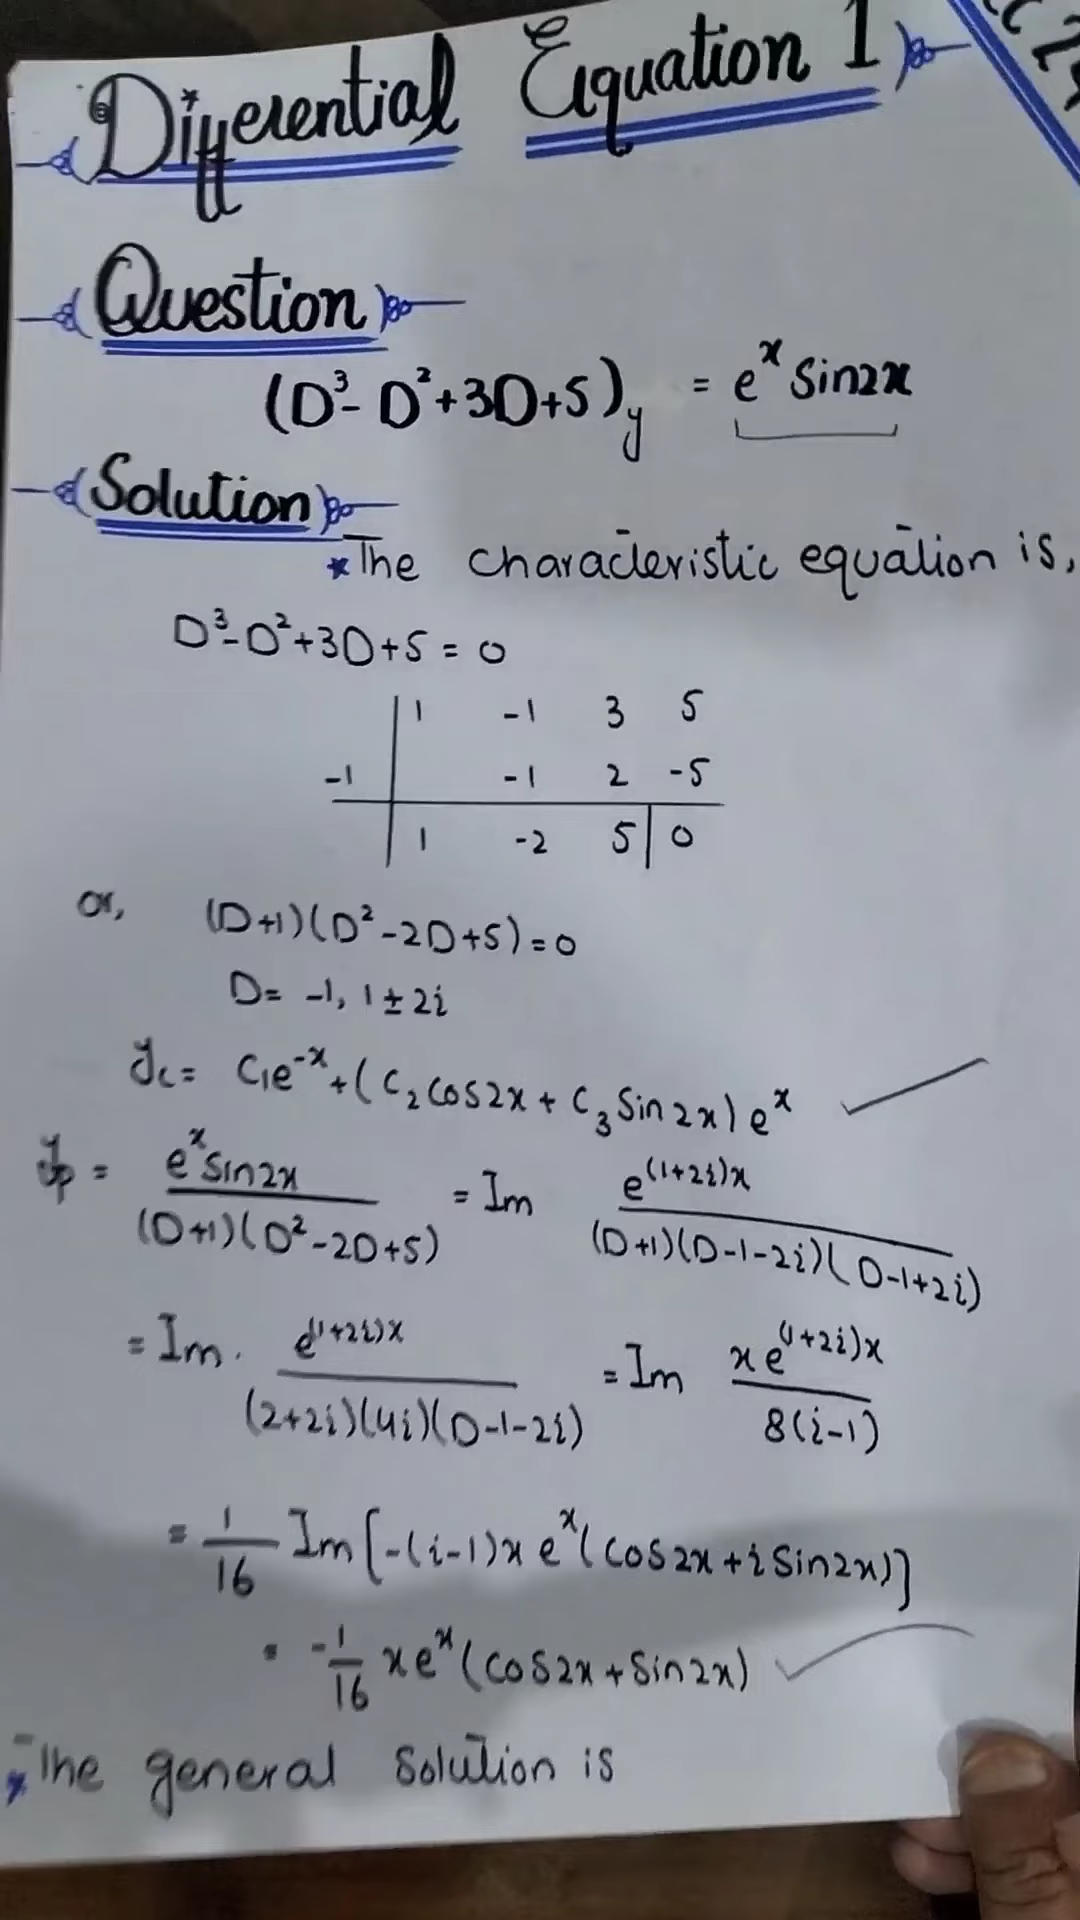 Differential Equation 1
Question
(D³- D²+3D+5)y = eˣ Sin2x
Solution
*The characteristic equation is,
D³-D²+3D+5 = 0
1 -1 3 5
-1 -1 2 -5
1 -2 5 0
or, (D+1)(D²-2D+5)=0
D= -1, 1±2i
yc= C₁e⁻ˣ+(C₂cos2x + C₃Sin2x)eˣ
yp = eˣsin2x/(D+1)(D²-2D+5) = Im e^(1+2i)x/(D+1)(D-1-2i)(D-1+2i)
= Im. e^(1+2i)x/(2+2i)(4i)(D-1-2i) = Im xe^(1+2i)x/8(i-1)
= 1/16 Im[-(i-1)x eˣ(cos2x+iSin2x)]
= -1/16 xeˣ(cos2x+Sin2x)
*The general Solution is